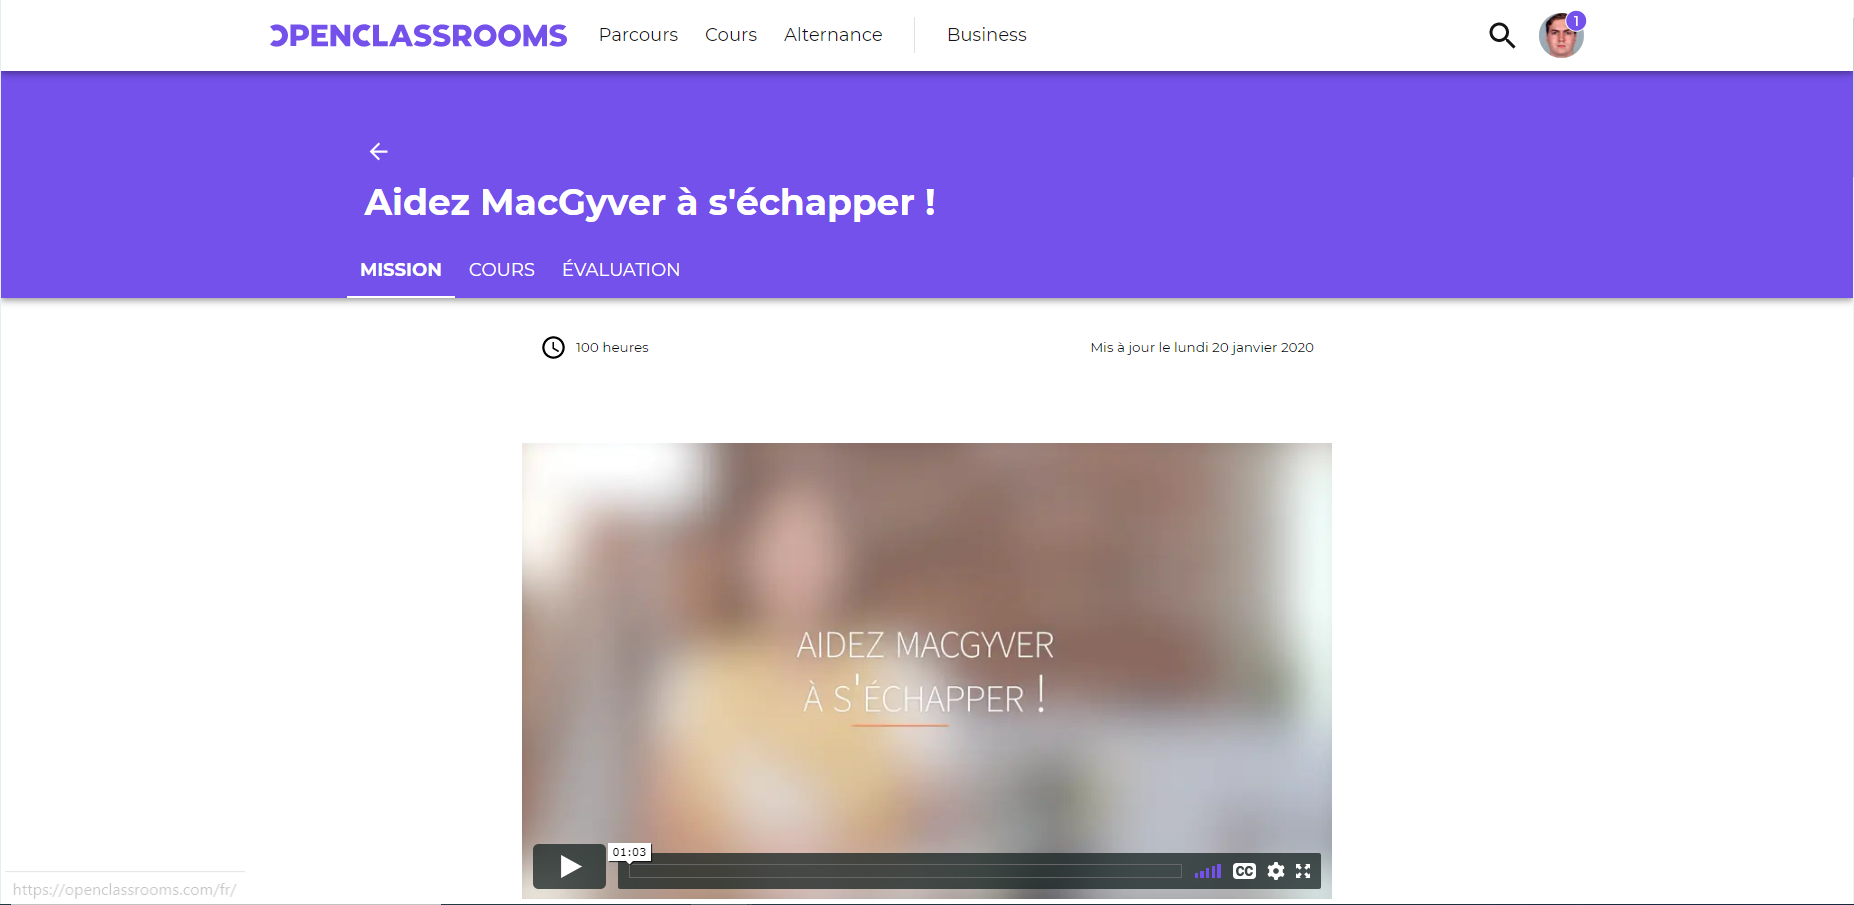 OPENCLASSROOMS Parcours Cours Alternance Business 1
Aidez MacGyver à s'échapper !
MISSION COURS ÉVALUATION
100 heures Mis à jour le lundi 20 janvier 2020
AIDEZ MACGYVER
À S'ÉCHAPPER !
01:03
CC
https://openclassrooms.com/fr/